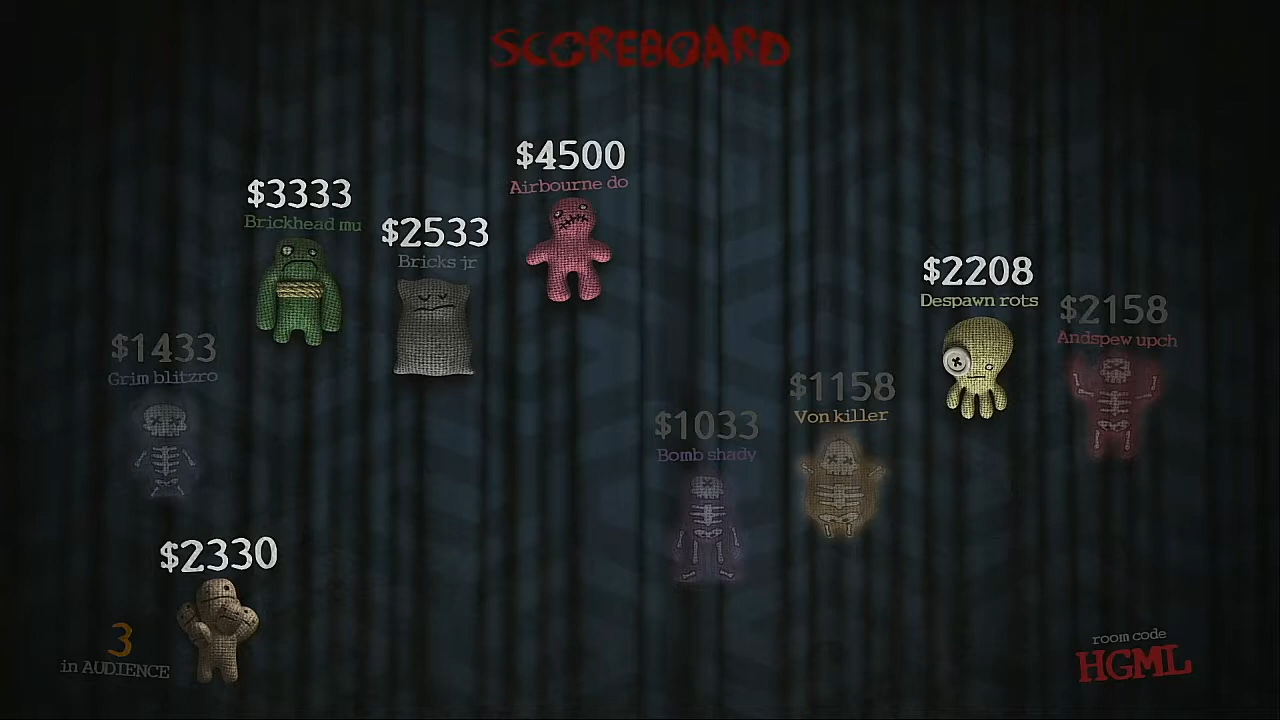 SCOREBOARD
$4500
Airbourne do
$3333
Brickhead mu
$2533
Bricks jr
$2208
Despawn rots
$2158
Andspew upch
$1433
Grim blitzro
$1158
Von killer
$1033
Bomb shady
$2330
3
in AUDIENCE
room code
HGML